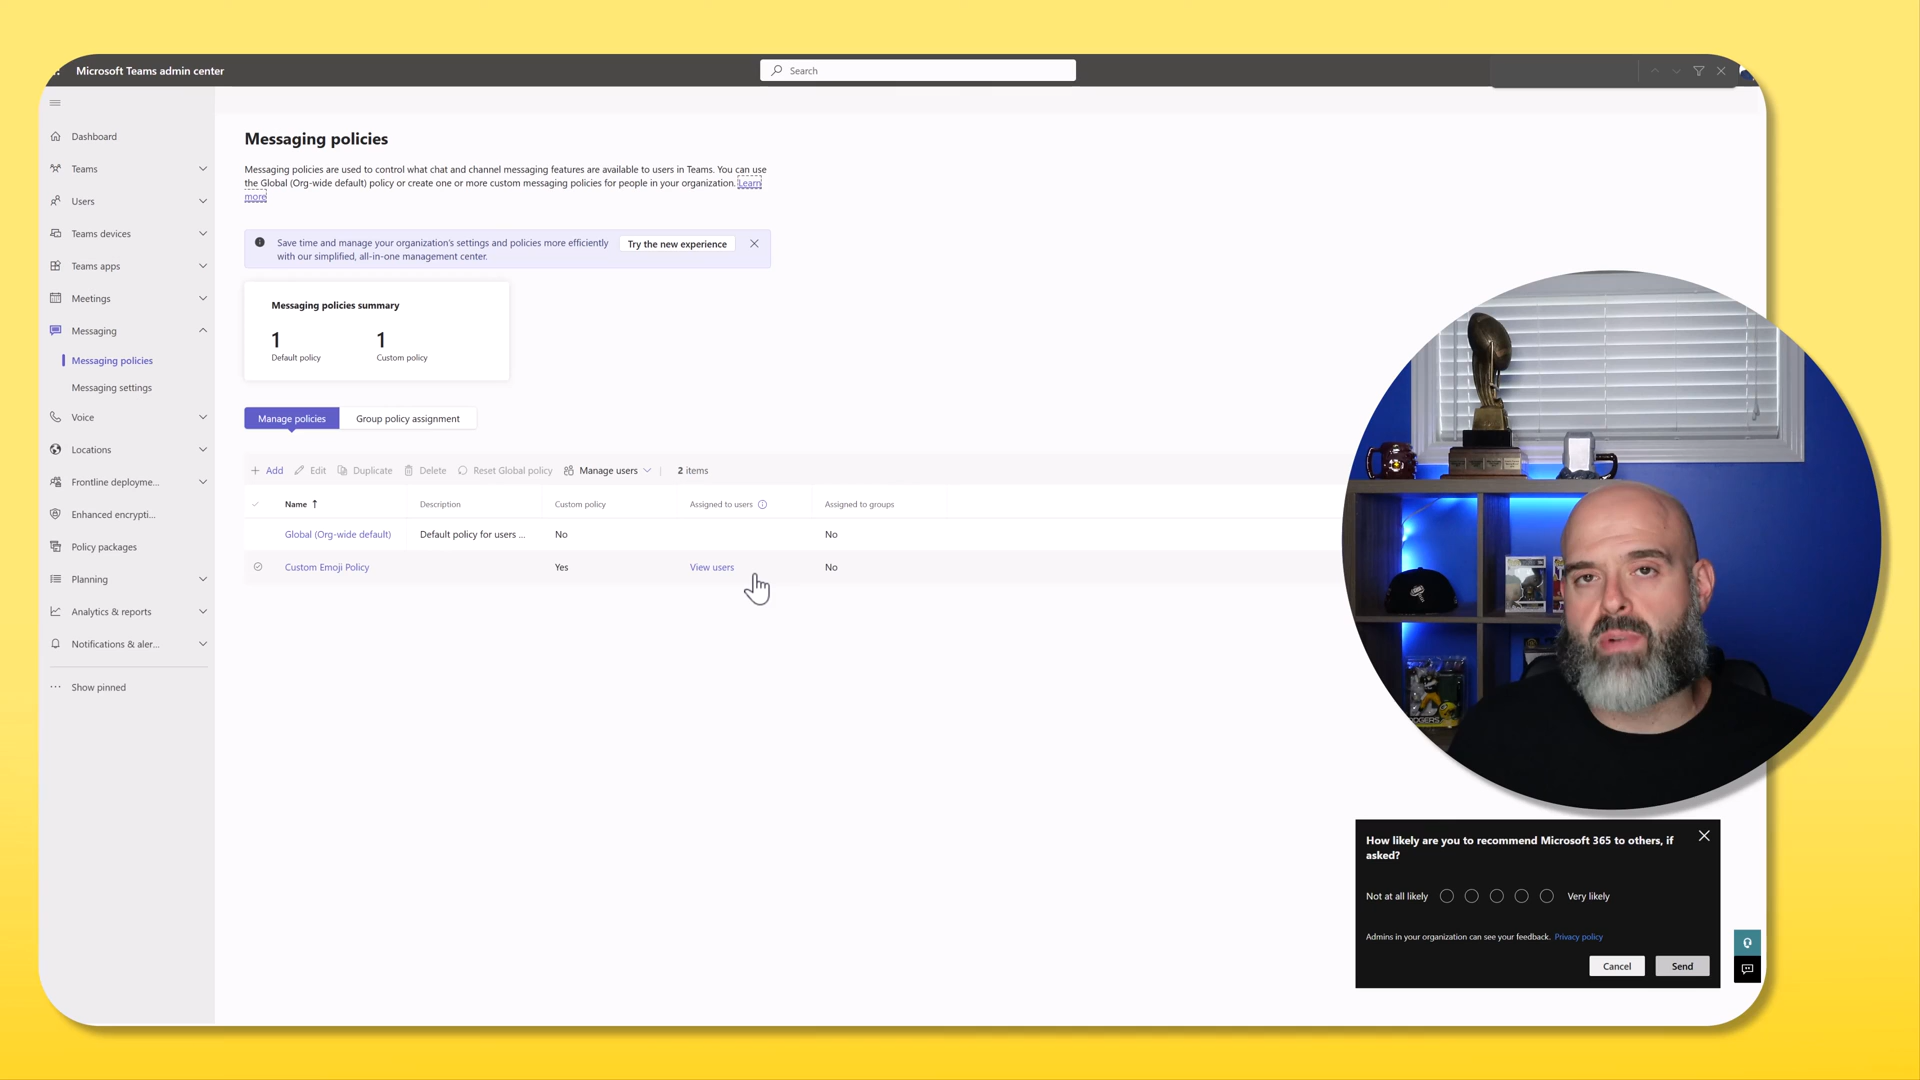 Microsoft Teams admin center
Search
Dashboard
Teams
Users
Teams devices
Teams apps
Meetings
Messaging
Messaging policies
Messaging settings
Voice
Locations
Frontline deployme...
Enhanced encrypti...
Policy packages
Planning
Analytics & reports
Notifications & aler...
Show pinned
Messaging policies
Messaging policies are used to control what chat and channel messaging features are available to users in Teams. You can use
the Global (Org-wide default) policy or create one or more custom messaging policies for people in your organization. Learn
more
Save time and manage your organization's settings and policies more efficiently
with our simplified, all-in-one management center.
Try the new experience
Messaging policies summary
1 1
Default policy Custom policy
Manage policies Group policy assignment
Add Edit Duplicate Delete Reset Global policy Manage users 2 items
Name Description Custom policy Assigned to users Assigned to groups
Global (Org-wide default) Default policy for users ... No No
Custom Emoji Policy Yes View users No
How likely are you to recommend Microsoft 365 to others, if
asked?
Not at all likely Very likely
Admins in your organization can see your feedback. Privacy policy
Cancel Send